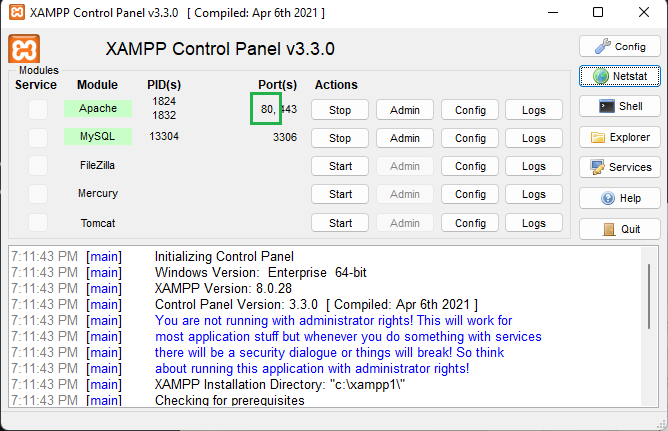 XAMPP Control Panel v3.3.0 [ Compiled: Apr 6th 2021 ]
XAMPP Control Panel v3.3.0
Config
Modules
Service Module PID(s) Port(s) Actions
Netstat
Apache 1824 1832 80, 443 Stop Admin Config Logs
Shell
MySQL 13304 3306 Stop Admin Config Logs
Explorer
FileZilla Start Admin Config Logs
Services
Mercury Start Admin Config Logs
Help
Tomcat Start Admin Config Logs
Quit
7:11:43 PM [main] Initializing Control Panel
7:11:43 PM [main] Windows Version: Enterprise 64-bit
7:11:43 PM [main] XAMPP Version: 8.0.28
7:11:43 PM [main] Control Panel Version: 3.3.0 [ Compiled: Apr 6th 2021 ]
7:11:43 PM [main] You are not running with administrator rights! This will work for
7:11:43 PM [main] most application stuff but whenever you do something with services
7:11:43 PM [main] there will be a security dialogue or things will break! So think
7:11:43 PM [main] about running this application with administrator rights!
7:11:43 PM [main] XAMPP Installation Directory: "c:\xampp1\"
7:11:43 PM [main] Checking for prerequisites